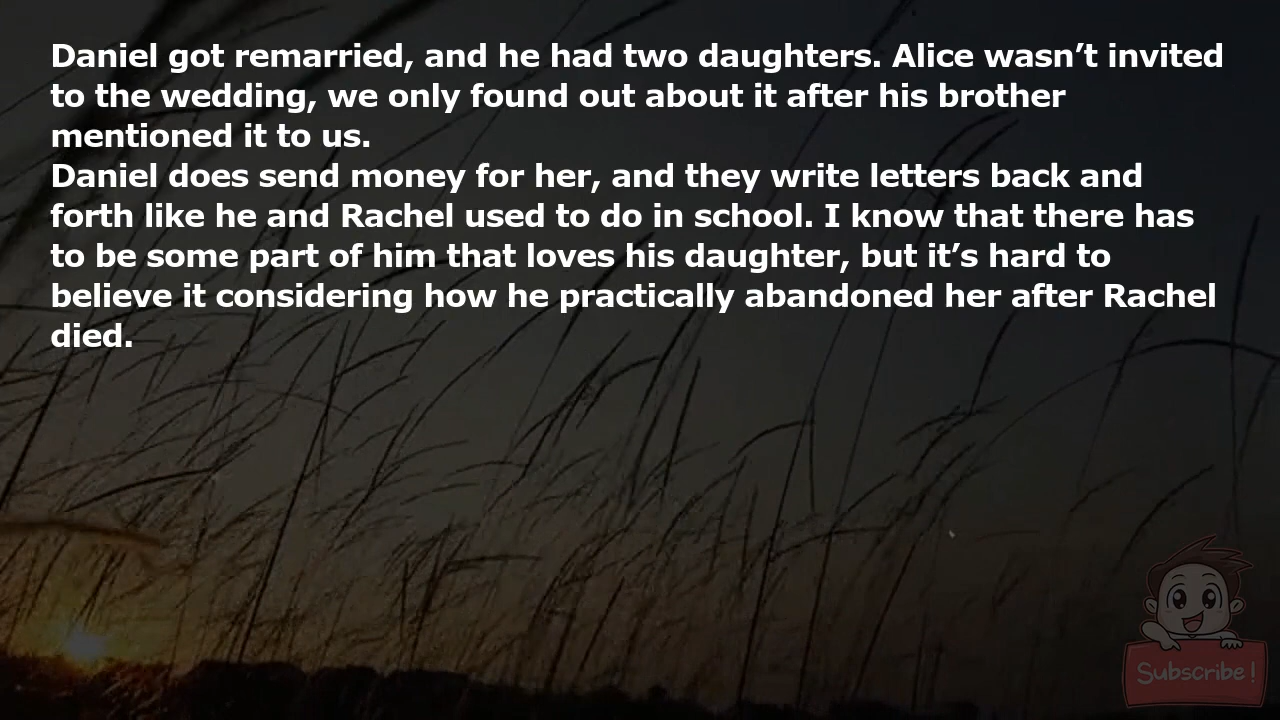 Daniel got remarried, and he had two daughters. Alice wasn’t invited
to the wedding, we only found out about it after his brother
mentioned it to us.
Daniel does send money for her, and they write letters back and
forth like he and Rachel used to do in school. I know that there has
to be some part of him that loves his daughter, but it’s hard to
believe it considering how he practically abandoned her after Rachel
died.
Subscribe!